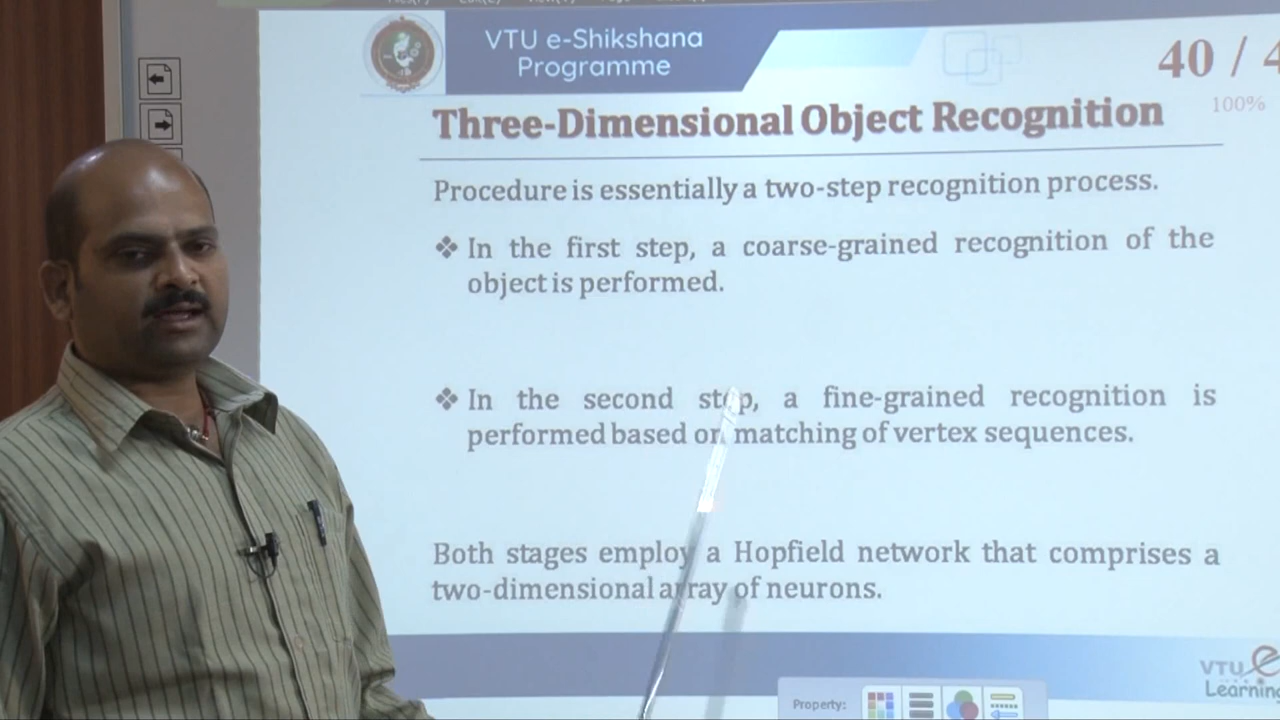 VTU e-Shikshana
Programme
40 / 4
100%
Three-Dimensional Object Recognition
Procedure is essentially a two-step recognition process.
❖ In the first step, a coarse-grained recognition of the
object is performed.
❖ In the second step, a fine-grained recognition is
performed based on matching of vertex sequences.
Both stages employ a Hopfield network that comprises a
two-dimensional array of neurons.
VTU e
Learning
Property: